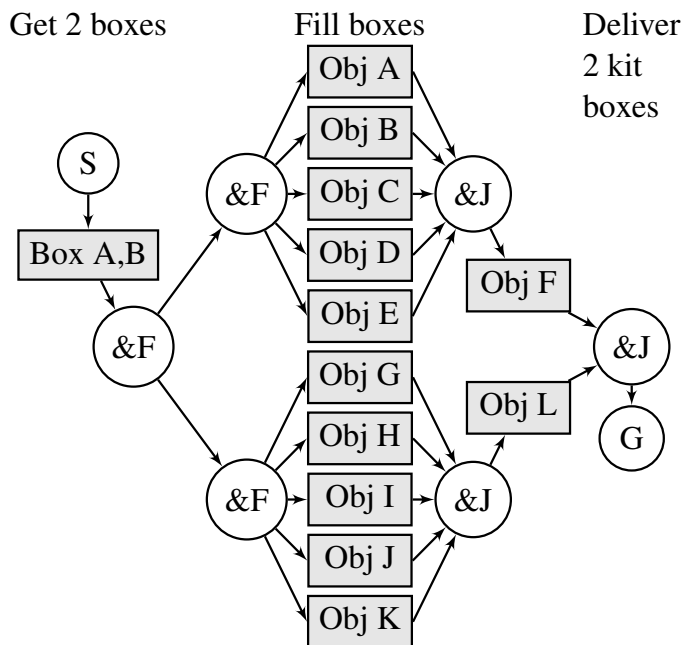 Get 2 boxes
Fill boxes
Deliver
2 kit
boxes
S
Box A,B
&F
&F
Obj A
Obj B
Obj C
Obj D
Obj E
&J
Obj F
&F
Obj G
Obj H
Obj I
Obj J
Obj K
&J
Obj L
&J
G